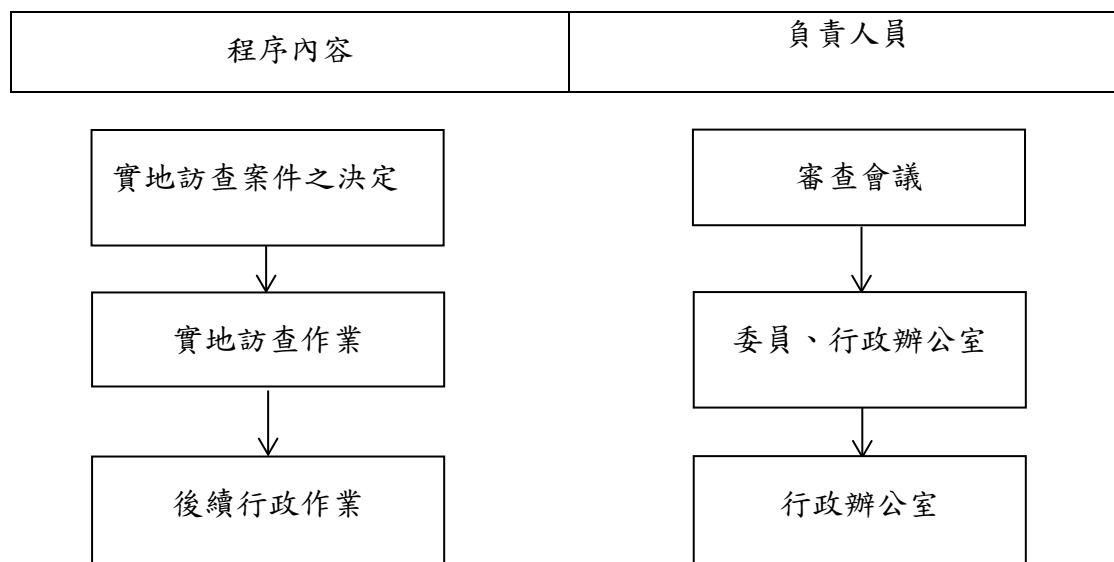 程序內容
負責人員
實地訪查案件之決定
審查會議
實地訪查作業
委員、行政辦公室
後續行政作業
行政辦公室